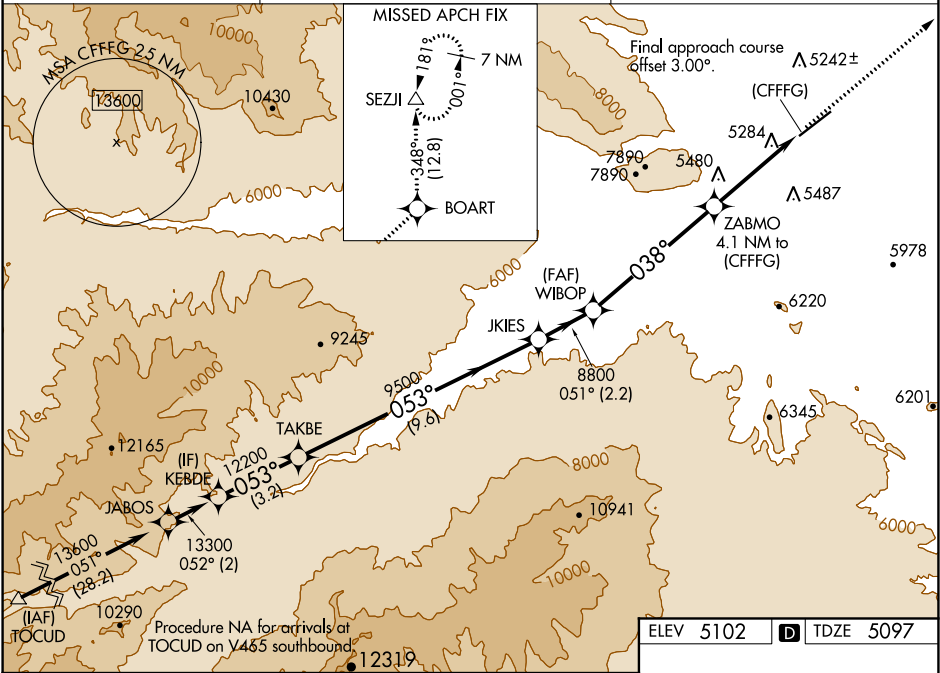 10000
MSA CFFFG 25 NM
13600
10430
6000
MISSED APCH FIX
181°
001°
7 NM
SEZJI
348°
(12.8)
BOART
Final approach course
offset 3.00°.
5242±
(CFFFG)
8000
5284
7890
7890
5480
5487
ZABMO
4.1 NM to
(CFFFG)
5978
6000
038°
(FAF)
WIBOP
JKIES
6220
9245
10000
8800
051° (2.2)
9500
053°
(9.6)
6201
6345
TAKBE
12165
(IF)
KEBDE
12200
053°
(3.2)
8000
JABOS
10941
6000
13300
052° (2)
13600
051°
(28.2)
10000
(IAF)
TOCUD
10290
Procedure NA for arrivals at
TOCUD on V465 southbound.
12319
ELEV 5102 D TDZE 5097